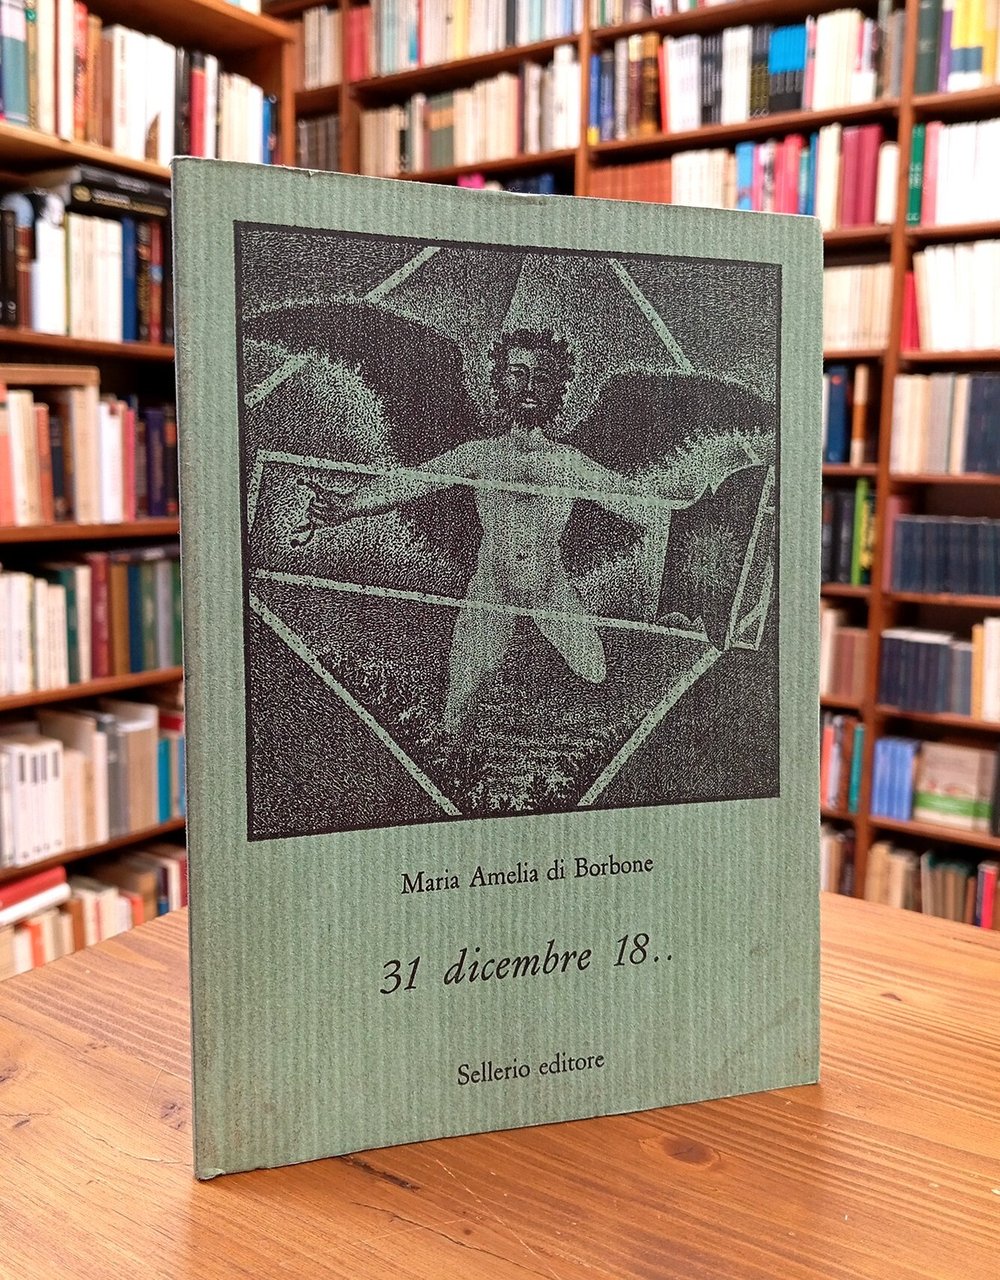 Maria Amelia di Borbone
31 dicembre 18..
Sellerio editore